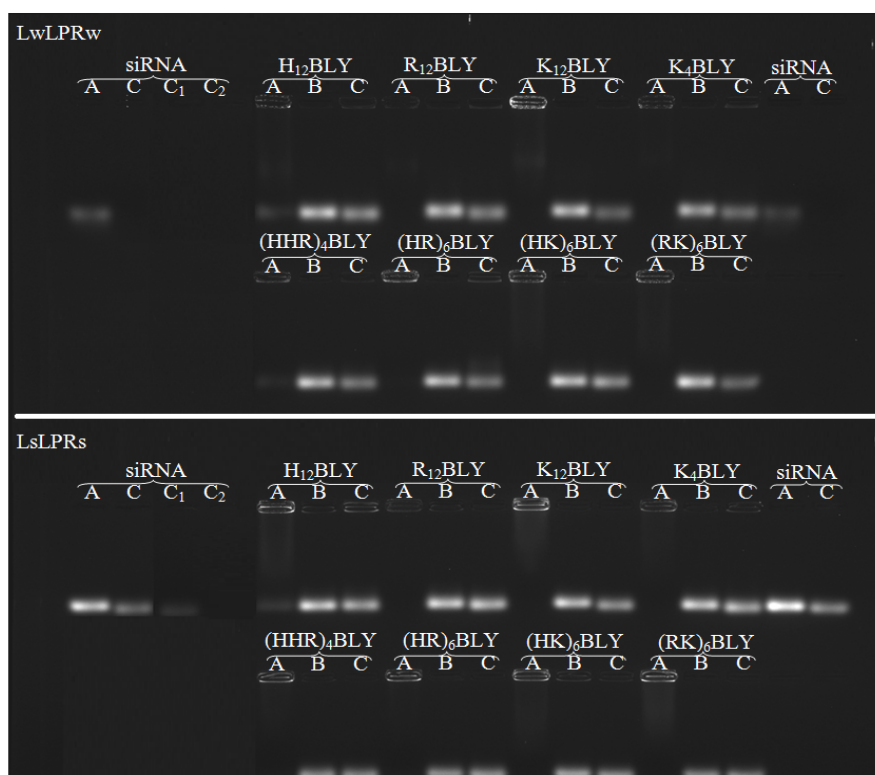 LwLPRw
siRNA H₁₂BLY R₁₂BLY K₁₂BLY K₄BLY siRNA
A C C₁ C₂ A B C A B C A B C A B C A C
(HHR)₄BLY (HR)₆BLY (HK)₆BLY (RK)₆BLY
A B C A B C A B C A B C
LsLPRs
siRNA H₁₂BLY R₁₂BLY K₁₂BLY K₄BLY siRNA
A C C₁ C₂ A B C A B C A B C A B C A C
(HHR)₄BLY (HR)₆BLY (HK)₆BLY (RK)₆BLY
A B C A B C A B C A B C